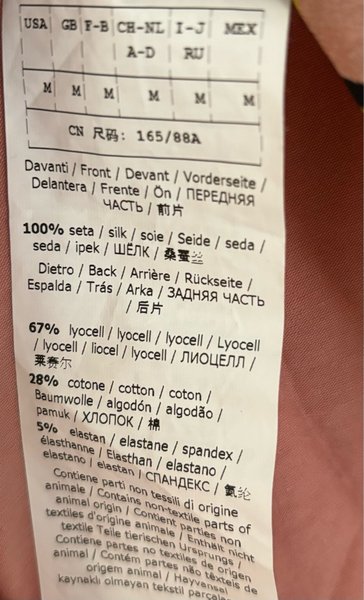 USA GB F-B CH-NL I-J MEX
A-D RU
M M M M M M
CN 尺码: 165/88A
Davanti / Front / Devant / Vorderseite /
Delantera / Frente / Ön / ПЕРЕДНЯЯ
ЧАСТЬ / 前片
100% seta / silk / soie / Seide / seda /
seda / ipek / ШЁЛК / 桑蚕丝
Dietro / Back / Arrière / Rückseite /
Espalda / Trás / Arka / ЗАДНЯЯ ЧАСТЬ
/ 后片
67% lyocell / lyocell / lyocell / Lyocell
/ lyocell / liocel / lyocell / ЛИОЦЕЛЛ /
莱赛尔
28% cotone / cotton / coton /
Baumwolle / algodón / algodão /
pamuk / ХЛОПОК / 棉
5% elastan / elastane / spandex /
élasthanne / Elasthan / elastano /
elastano / elastan / СПАНДЕКС / 氨纶
Contiene parti non tessili di origine
animale / Contains non-textile parts of
animal origin / Contient parties non
textiles d'origine animale / Enthält nicht
textile Teile tierischen Ursprungs /
Contiene partes no textiles de origen
animal / Contém partes não têxteis de
origem animal / Hayvansal
kaynaklı olmayan tekstil parçala